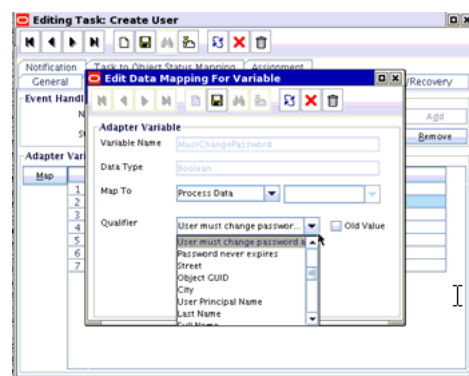 Editing Task: Create User
Notification
Task to Object Status Mapping
Assignment
General
/Recovery
Edit Data Mapping For Variable
Event Handl
Add
Remove
Adapter Variable
Variable Name
MustChangePassword
Data Type
Boolean
Adapter Vari
Map
Map To
Process Data
1
2
3
4
5
6
7
Qualifier
User must change passwor...
Old Value
User must change password a
Password never expires
Street
Object GUID
City
User Principal Name
Last Name
Full Name